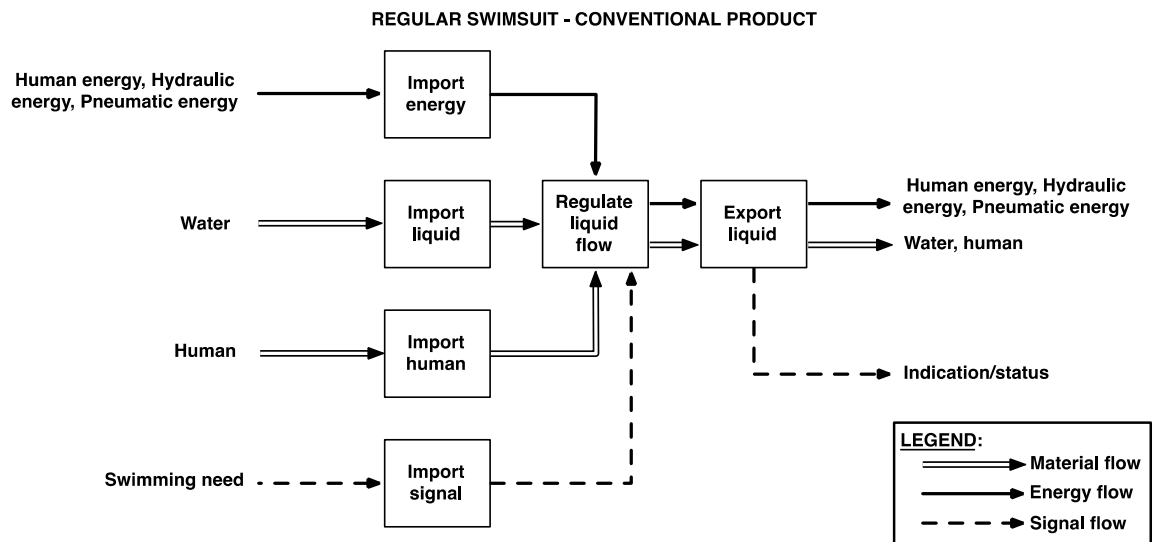 REGULAR SWIMSUIT - CONVENTIONAL PRODUCT
Human energy, Hydraulic
energy, Pneumatic energy
Import
energy
Water
Import
liquid
Regulate
liquid
flow
Export
liquid
Human energy, Hydraulic
energy, Pneumatic energy
Water, human
Human
Import
human
Indication/status
Swimming need
Import
signal
LEGEND:
Material flow
Energy flow
Signal flow